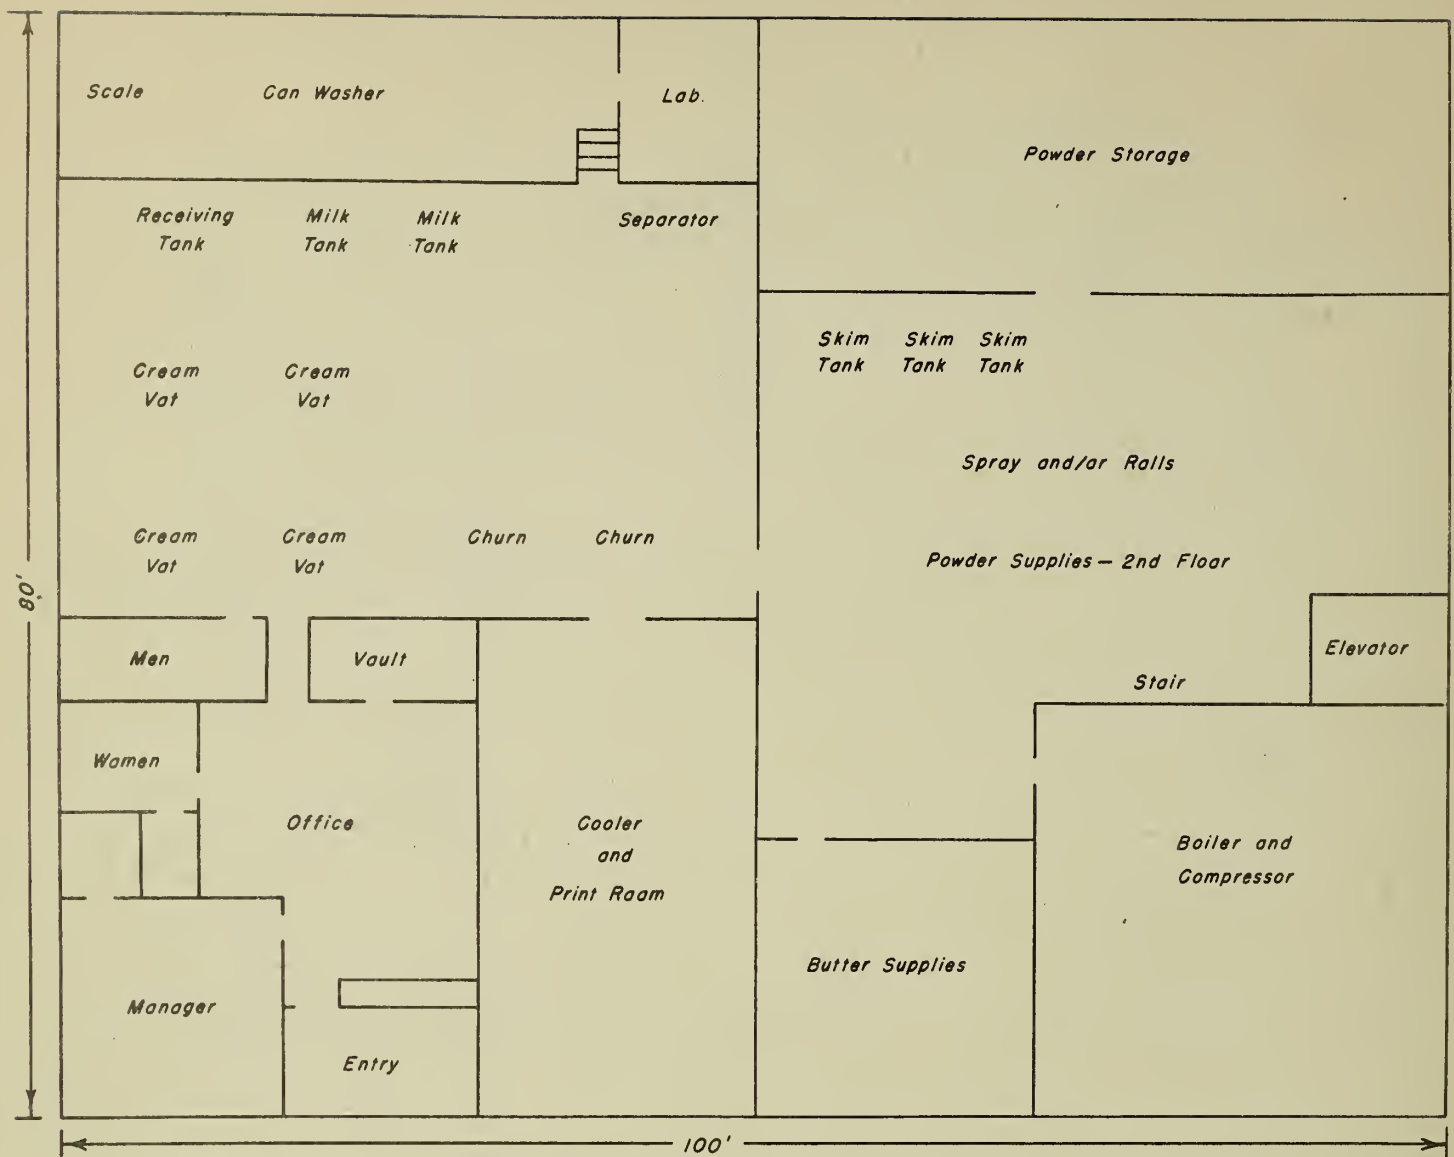 Scale
Can Washer
Lab.
Powder Storage
Receiving
Tank
Milk
Tank
Milk
Tank
Separator
Skim
Tank
Skim
Tank
Skim
Tank
Cream
Vat
Cream
Vat
Spray and/or Rolls
Cream
Vat
Cream
Vat
Churn
Churn
Powder Supplies — 2nd Floor
80'
Men
Vault
Elevator
Stair
Women
Office
Cooler
and
Print Room
Boiler and
Compressor
Butter Supplies
Manager
Entry
100'